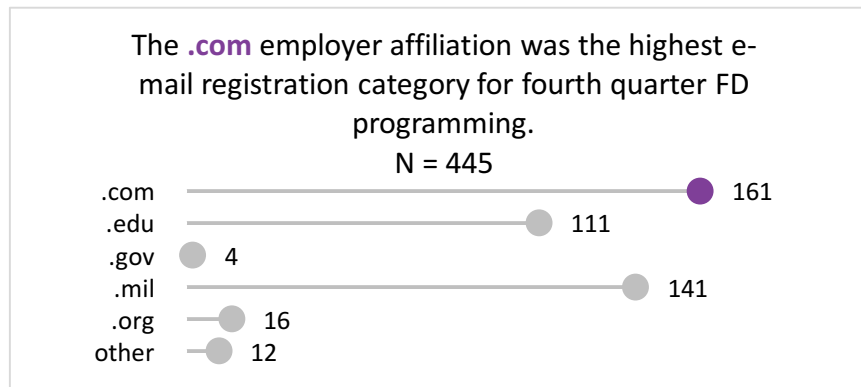 The .com employer affiliation was the highest e-
mail registration category for fourth quarter FD
programming.
N = 445
.com 161
.edu 111
.gov 4
.mil 141
.org 16
other 12